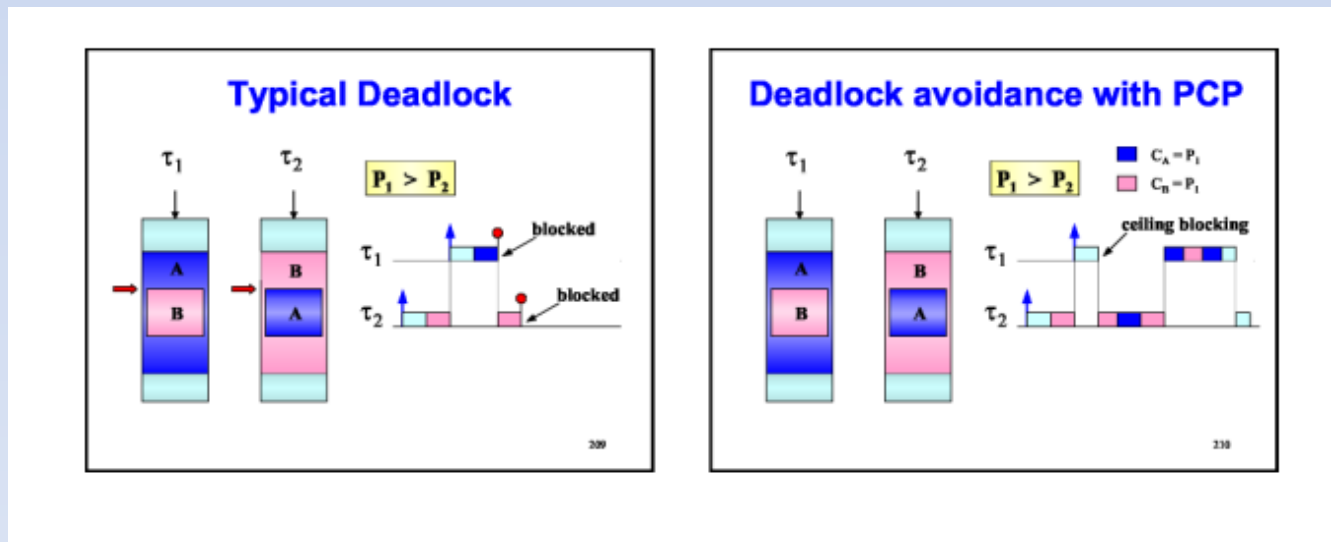 Typical Deadlock
τ1
τ2
P1 > P2
A
B
B
A
blocked
τ1
blocked
τ2
209
Deadlock avoidance with PCP
τ1
τ2
P1 > P2
CA = P1
CB = P1
A
B
B
A
ceiling blocking
τ1
τ2
210